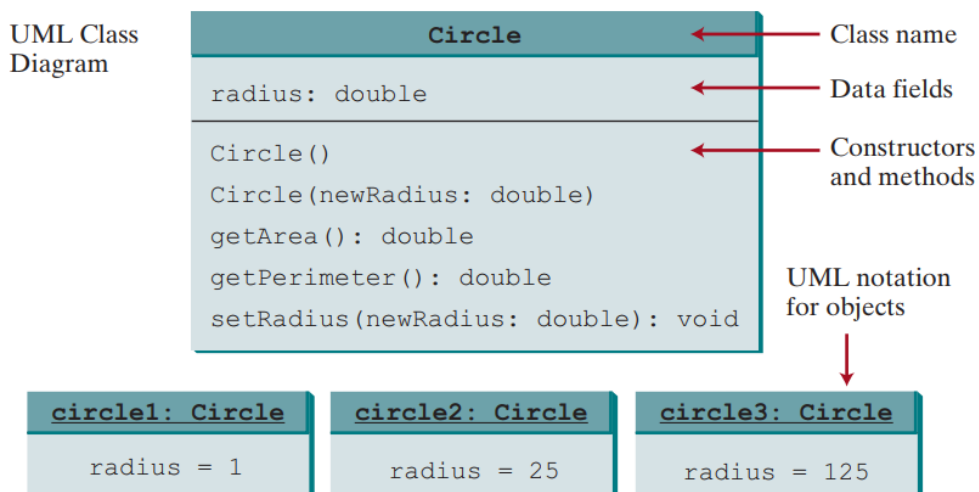 UML Class
Diagram
Circle
Class name
radius: double
Data fields
Circle()
Circle(newRadius: double)
getArea(): double
getPerimeter(): double
setRadius(newRadius: double): void
Constructors
and methods
UML notation
for objects
circle1: Circle
radius = 1
circle2: Circle
radius = 25
circle3: Circle
radius = 125